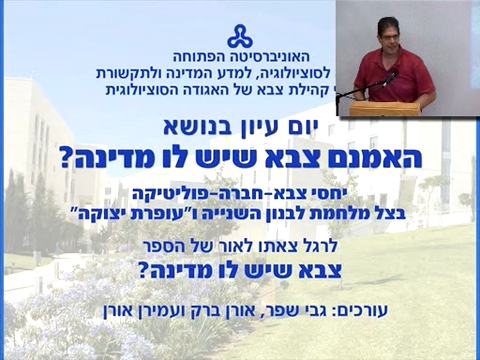 האוניברסיטה הפתוחה
לסוציולוגיה, למדע המדינה ולתקשורת
קהילת צבא של האגודה הסוציולוגית
יום עיון בנושא
האמנם צבא שיש לו מדינה?
יחסי צבא-חברה-פוליטיקה
בצל מלחמת לבנון השנייה ו"עופרת יצוקה"
לרגל צאתו לאור של הספר
צבא שיש לו מדינה?
עורכים: גבי שפר, אורן ברק ועמירן אורן